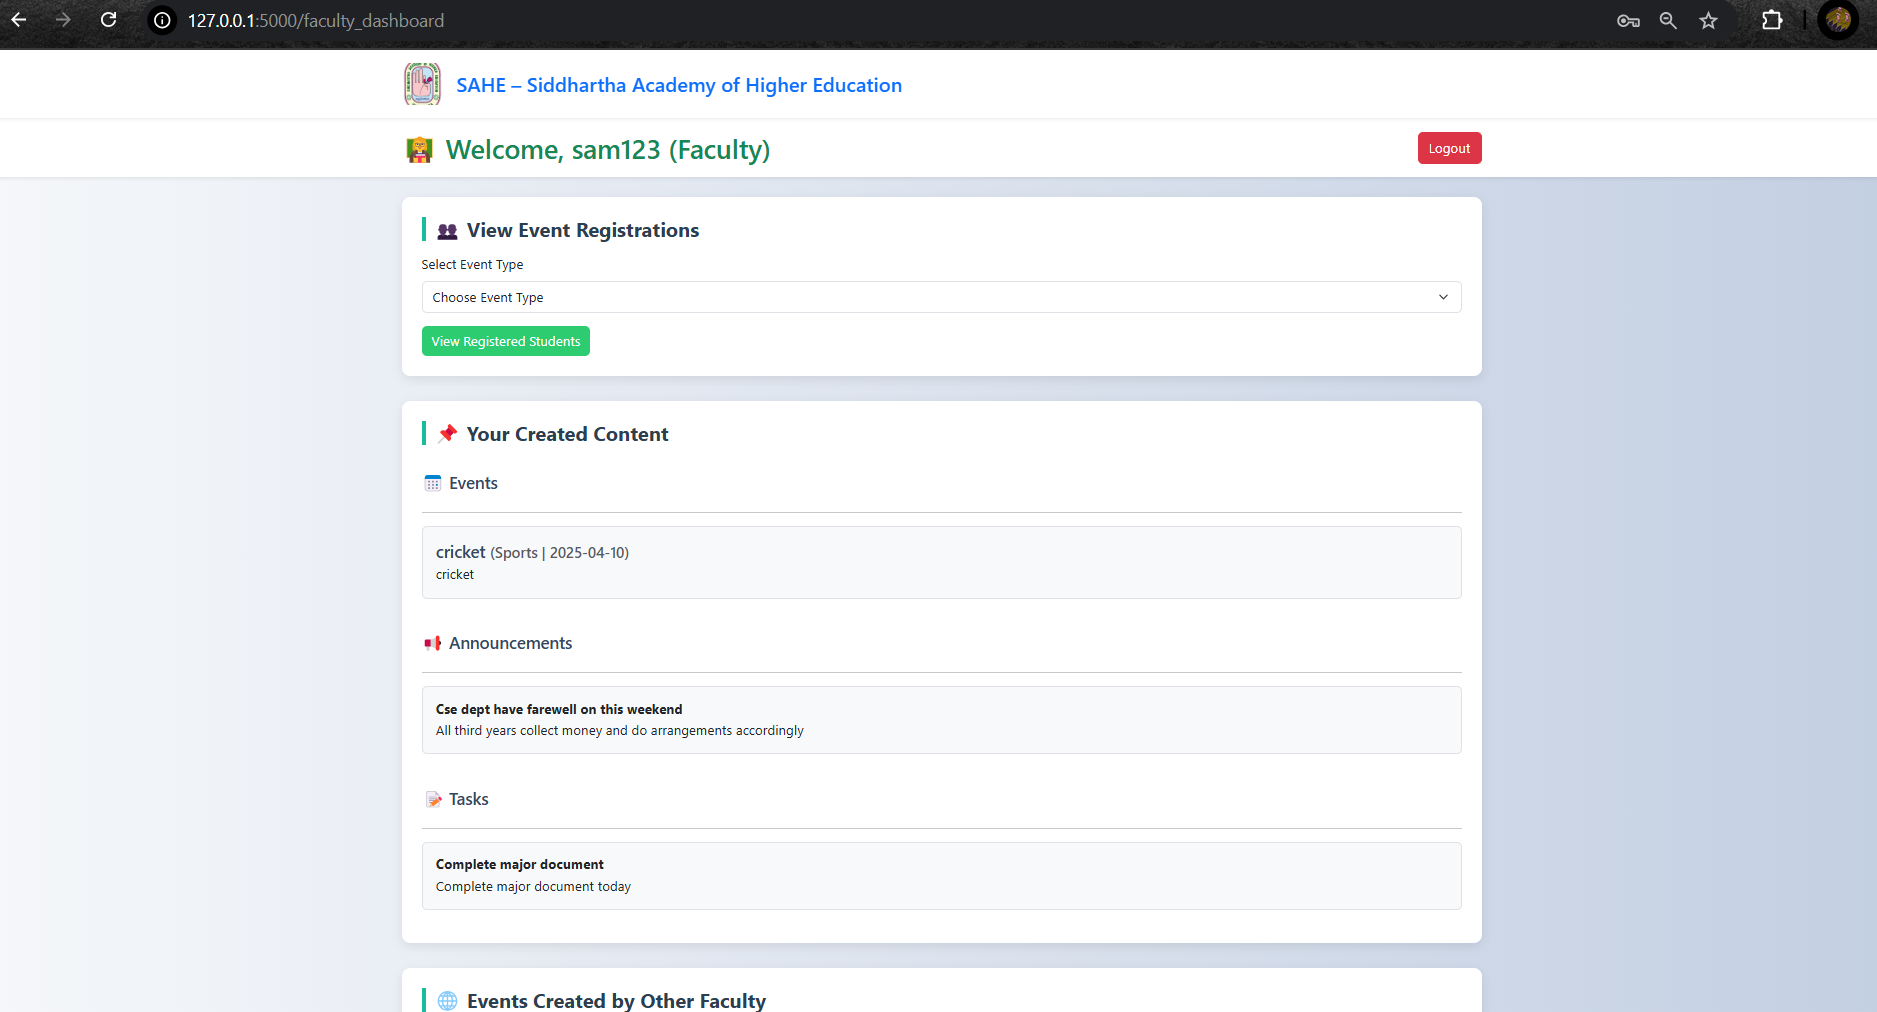 127.0.0.1:5000/faculty_dashboard
SAHE – Siddhartha Academy of Higher Education
Welcome, sam123 (Faculty)
Logout
View Event Registrations
Select Event Type
Choose Event Type
View Registered Students
Your Created Content
Events
cricket (Sports | 2025-04-10)
cricket
Announcements
Cse dept have farewell on this weekend
All third years collect money and do arrangements accordingly
Tasks
Complete major document
Complete major document today
Events Created by Other Faculty